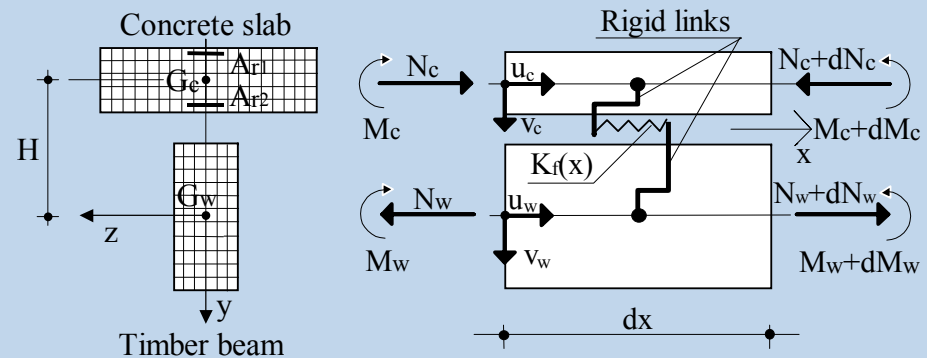 Concrete slab
Ar1
Gc
Ar2
H
Gw
z
y
Timber beam
Rigid links
Nc
uc
Nc+dNc
Mc
vc
Mc+dMc
x
Kf(x)
Nw
uw
Nw+dNw
Mw
vw
Mw+dMw
dx